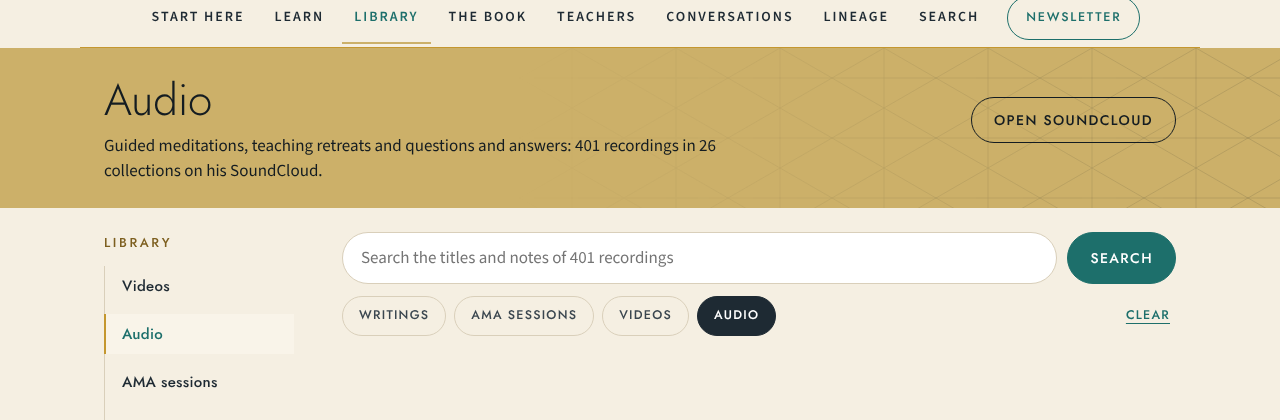 START HERE LEARN LIBRARY THE BOOK TEACHERS CONVERSATIONS LINEAGE SEARCH NEWSLETTER
Audio
Guided meditations, teaching retreats and questions and answers: 401 recordings in 26
collections on his SoundCloud.
OPEN SOUNDCLOUD
LIBRARY
Videos
Audio
AMA sessions
Search the titles and notes of 401 recordings
SEARCH
WRITINGS AMA SESSIONS VIDEOS AUDIO
CLEAR